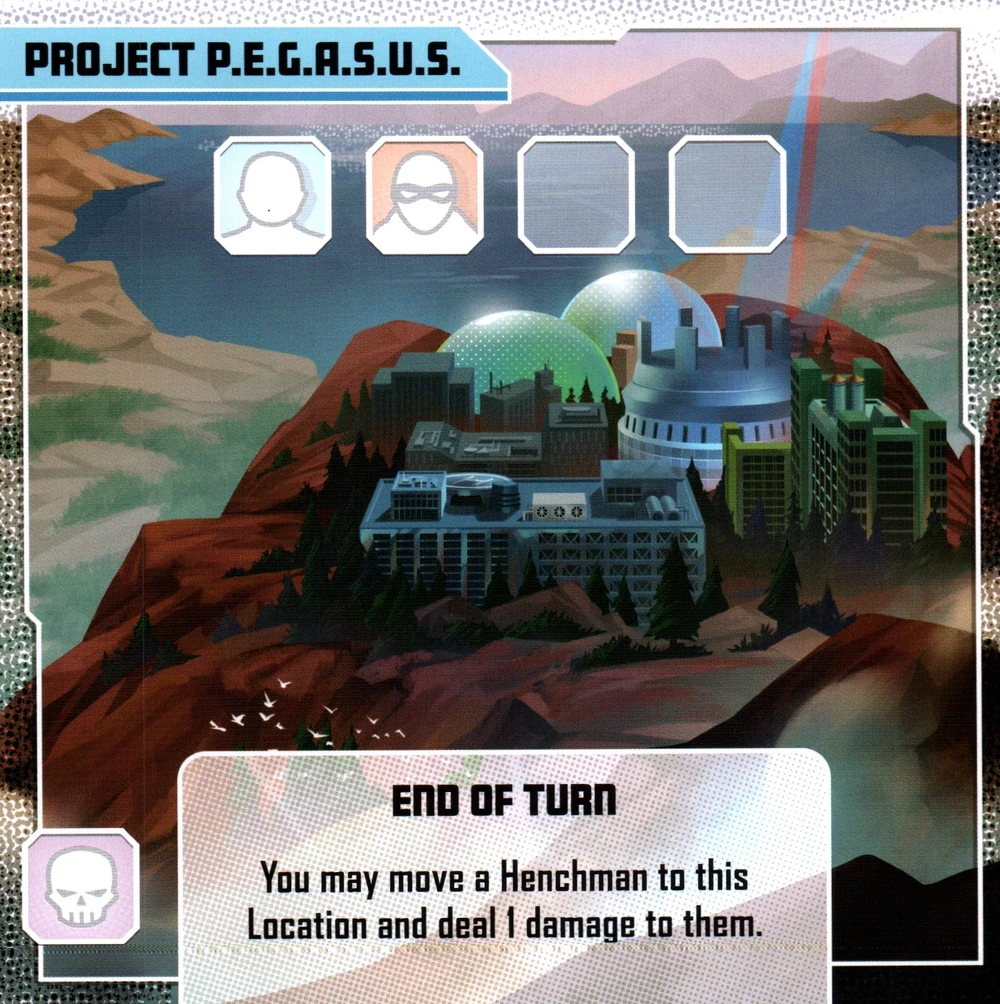 PROJECT P.E.G.A.S.U.S.
END OF TURN
You may move a Henchman to this
Location and deal 1 damage to them.